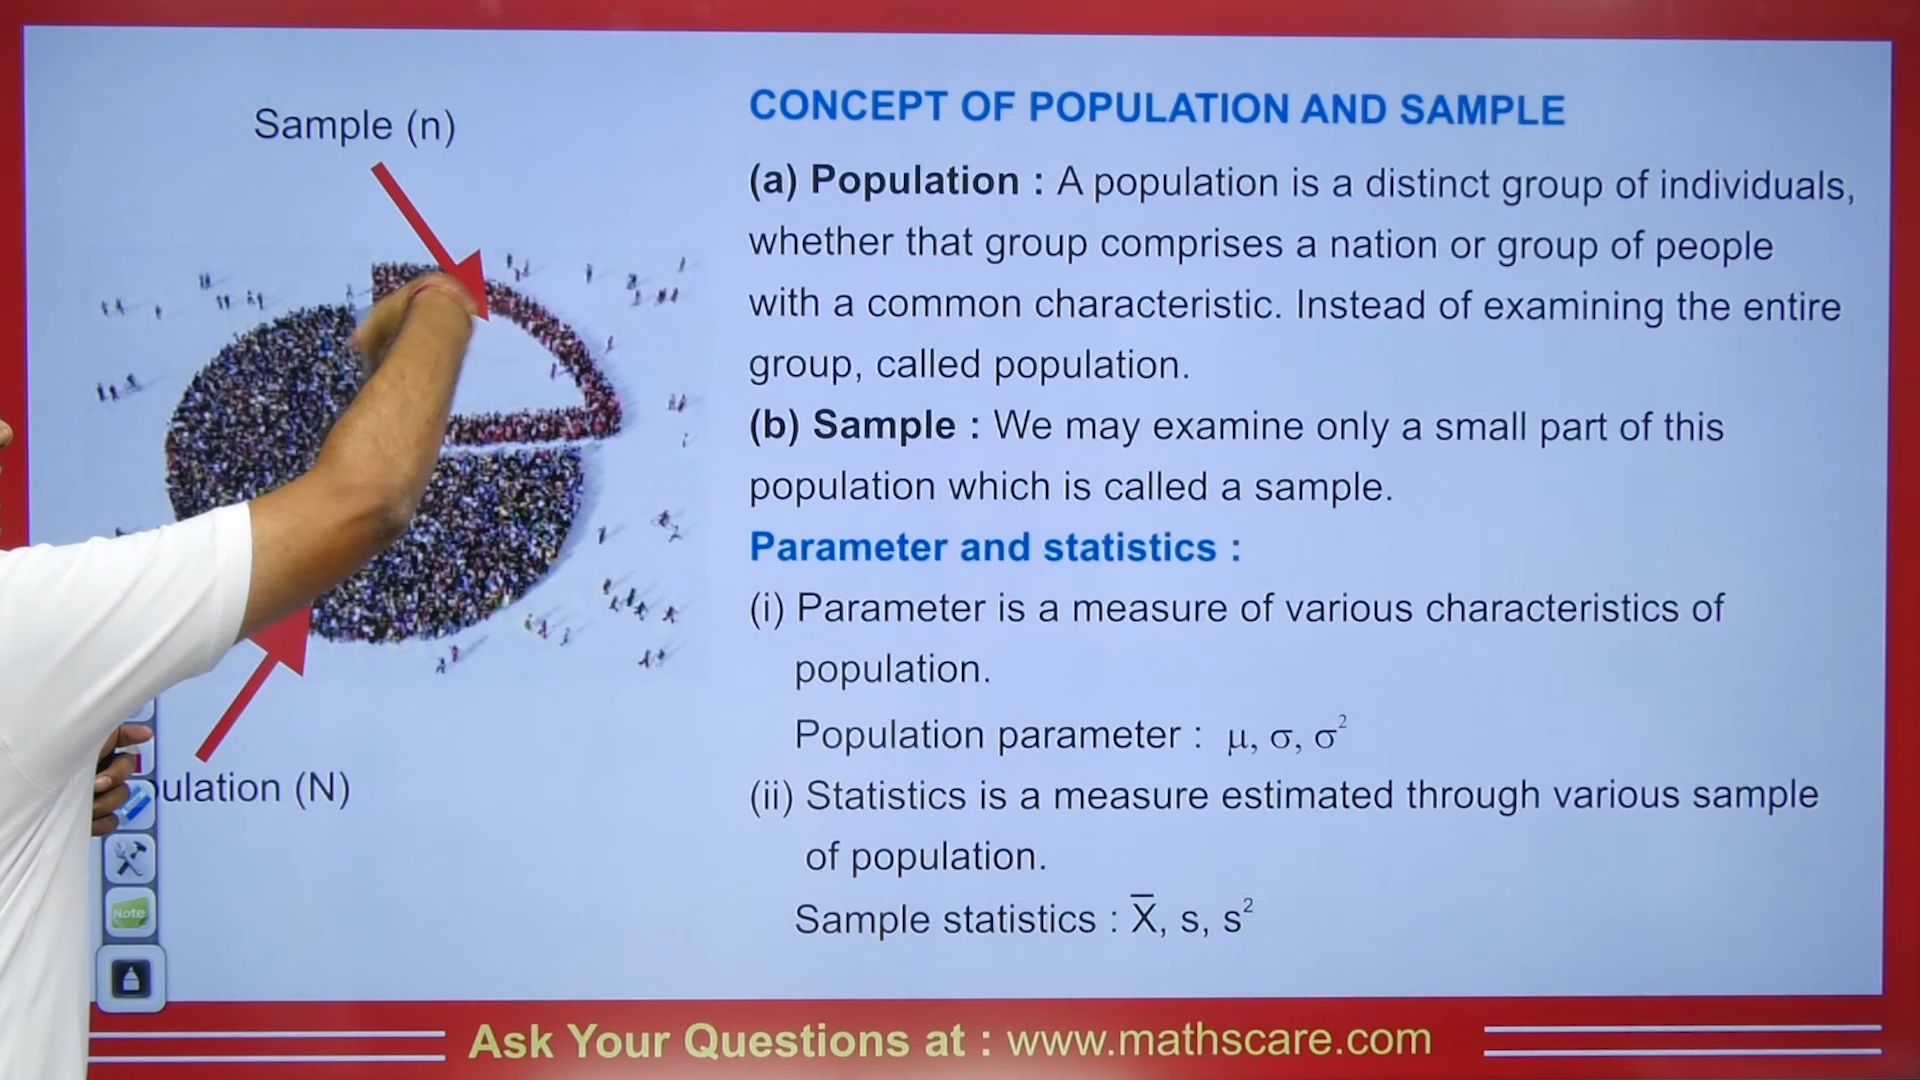 Sample (n)
ulation (N)
CONCEPT OF POPULATION AND SAMPLE
(a) Population : A population is a distinct group of individuals,
whether that group comprises a nation or group of people
with a common characteristic. Instead of examining the entire
group, called population.
(b) Sample : We may examine only a small part of this
population which is called a sample.
Parameter and statistics :
(i) Parameter is a measure of various characteristics of
population.
Population parameter : μ, σ, σ²
(ii) Statistics is a measure estimated through various sample
of population.
Sample statistics : X̅, s, s²
Note
Ask Your Questions at : www.mathscare.com